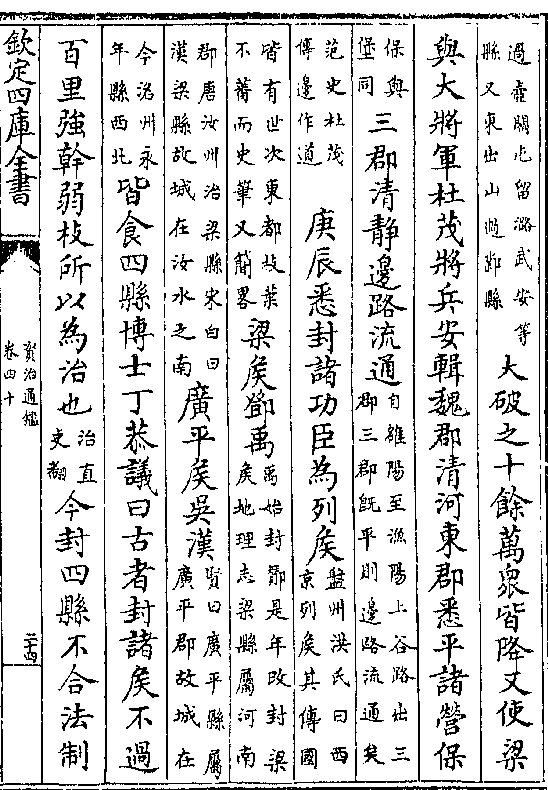 過壺關屯留潞武安等
縣又東出山過鄴縣
大破之十餘萬衆皆降又使梁
與大將軍杜茂將兵安輯魏郡清河東郡悉平諸營保
保與
堡同
三郡清靜邊路流通
自雒陽至漁陽上谷路出三
郡三郡既平則邊路流通矣
范史杜茂
傳邊作道
庚辰悉封諸功臣為列侯
盤州洪氏曰西
京列侯其傳國
皆有世次東都枝葉
不蕃而史筆又簡畧
梁侯鄧禹
禹始封酇是年改封梁
侯地理志梁縣屬河南
郡唐汝州治梁縣宋白曰
漢梁縣故城在汝水之南
廣平侯吳漢
賢曰廣平縣屬
廣平郡故城在
今洺州永
年縣西北
皆食四縣博士丁恭議曰古者封諸侯不過
百里強幹弱枝所以為治也
治直
吏翻
今封四縣不合法制
欽定四庫全書
資治通鑑
卷四十
二十四